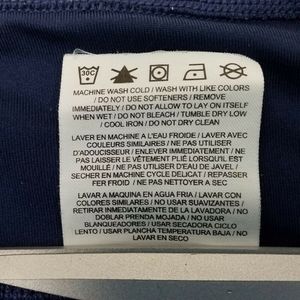 30C
MACHINE WASH COLD / WASH WITH LIKE COLORS
/ DO NOT USE SOFTENERS / REMOVE
IMMEDIATELY / DO NOT ALLOW TO LAY ON ITSELF
WHEN WET / DO NOT BLEACH / TUMBLE DRY LOW
/ COOL IRON / DO NOT DRY CLEAN
LAVER EN MACHINE A L'EAU FROIDE / LAVER AVEC
COULEURS SIMILAIRES / NE PAS UTILISER
D'ADOUCISSEUR / ENLEVER IMMEDIATEMENT / NE
PAS LAISSER LE VÊTEMENT PLIÉ LORSQU'IL EST
MOUILLÉ / NE PAS UTILISER D'EAU DE JAVEL /
SECHER EN MACHINE CYCLE DELICAT / REPASSER
FER FROID / NE PAS NETTOYER A SEC
LAVAR A MAQUINA EN AGUA FRIA / LAVAR CON
COLORES SIMILARES / NO USAR SUAVIZANTES /
RETIRAR INMEDIATAMENTE DE LA LAVADORA / NO
DOBLAR PRENDA MOJADA / NO USAR
BLANQUEADORES / USAR SECADORA CICLO
LENTO / USAR PLANCHA TEMPERATURA BAJA / NO
LAVAR EN SECO